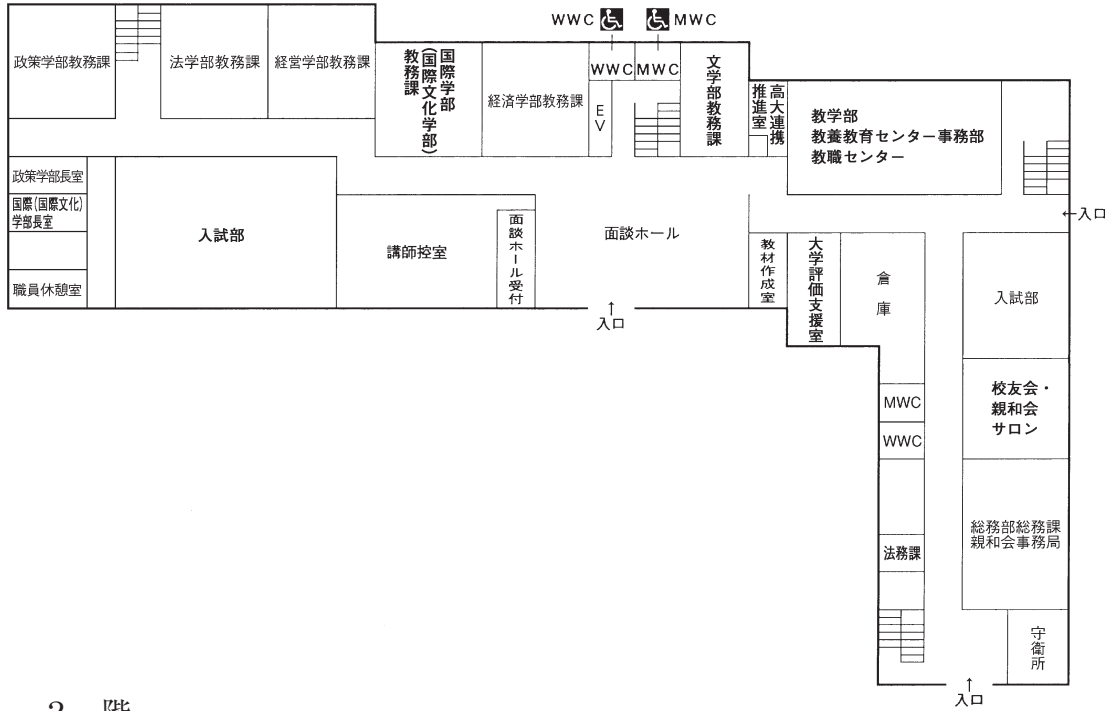 WWC
MWC
政策学部教務課
法学部教務課
経営学部教務課
国際学部
(国際文化学部)
教務課
経済学部教務課
WWC
MWC
EV
文学部教務課
高大連携
推進室
教学部
教養教育センター事務部
教職センター
政策学部長室
国際(国際文化)
学部長室
職員休憩室
入試部
講師控室
面談ホール受付
面談ホール
↑
入口
教材作成室
大学評価支援室
倉庫
←入口
入試部
MWC
WWC
校友会・
親和会
サロン
法務課
総務部総務課
親和会事務局
守衛所
↑
入口